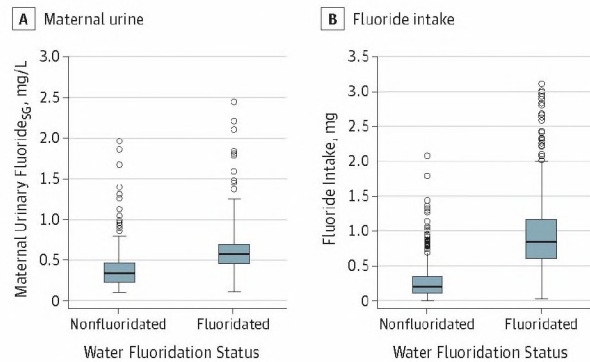 A Maternal urine
3.0
2.5
2.0
1.5
1.0
0.5
0
Maternal Urinary FluorideSG, mg/L
Nonfluoridated Fluoridated
Water Fluoridation Status
B Fluoride intake
3.5
3.0
2.5
2.0
1.5
1.0
0.5
0
Fluoride Intake, mg
Nonfluoridated Fluoridated
Water Fluoridation Status